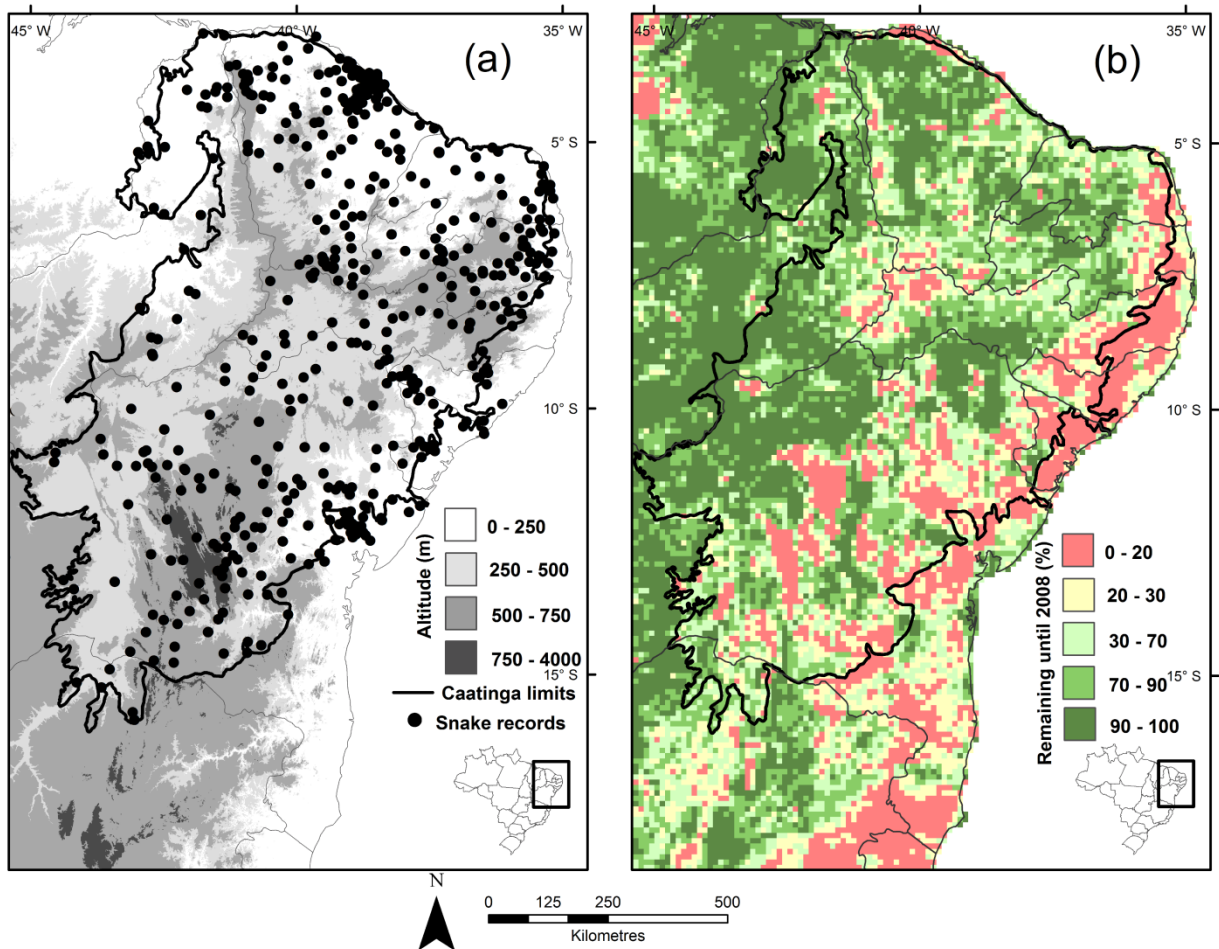 45° W
40° W
35° W
(a)
5° S
10° S
15° S
Altitude (m)
0 - 250
250 - 500
500 - 750
750 - 4000
Caatinga limits
Snake records
45° W
40° W
35° W
(b)
5° S
10° S
15° S
Remaining until 2008 (%)
0 - 20
20 - 30
30 - 70
70 - 90
90 - 100
N
0 125 250 500
Kilometres